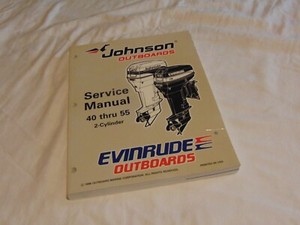 Johnson
OUTBOARDS
Service
Manual
40 thru 55
2-Cylinder
EVINRUDE
OUTBOARDS